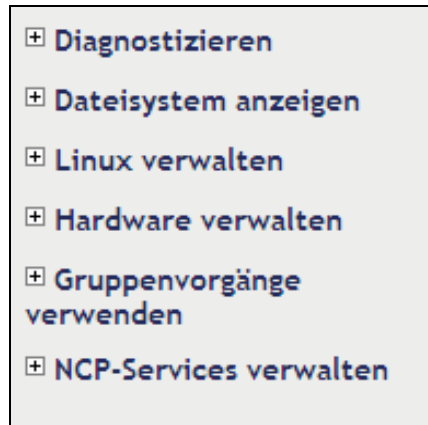 Diagnostizieren
Dateisystem anzeigen
Linux verwalten
Hardware verwalten
Gruppenvorgänge
verwenden
NCP-Services verwalten